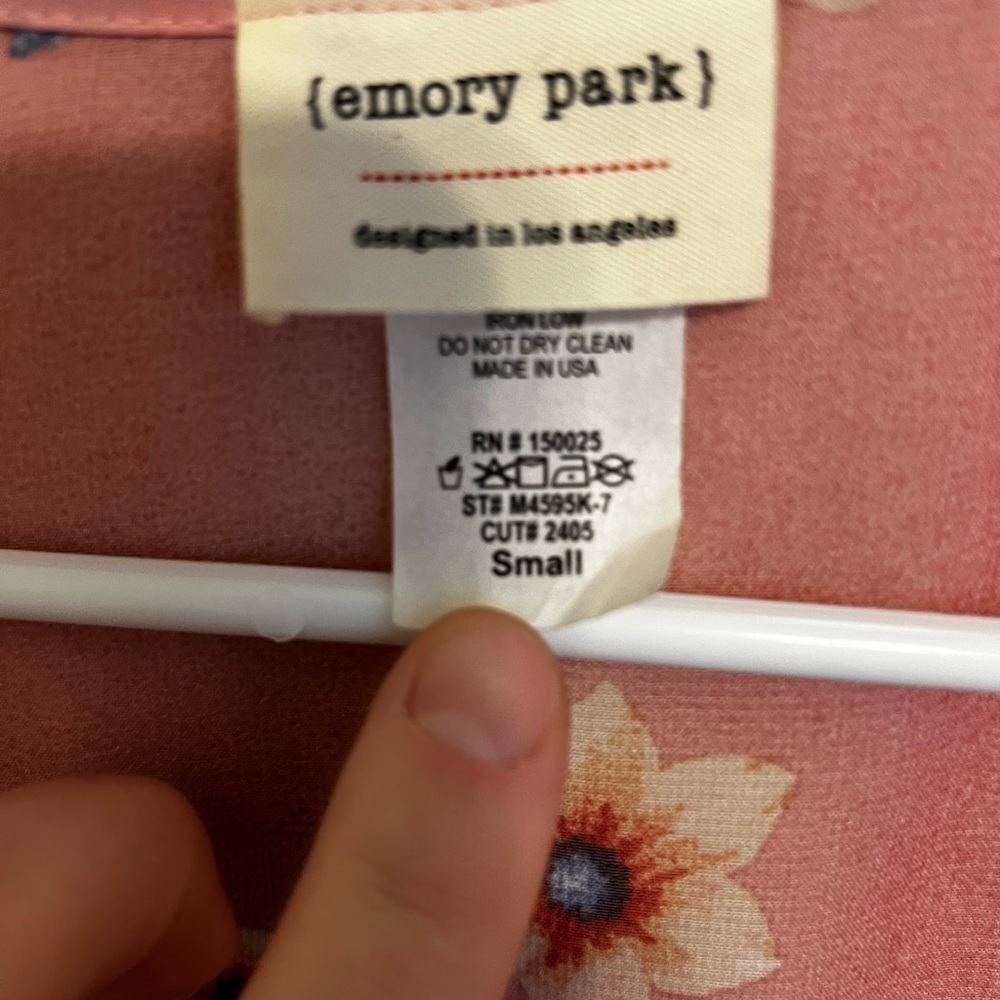 {emory park}
designed in los angeles
IRON LOW
DO NOT DRY CLEAN
MADE IN USA
RN # 150025
ST# M4595K-7
CUT# 2405
Small